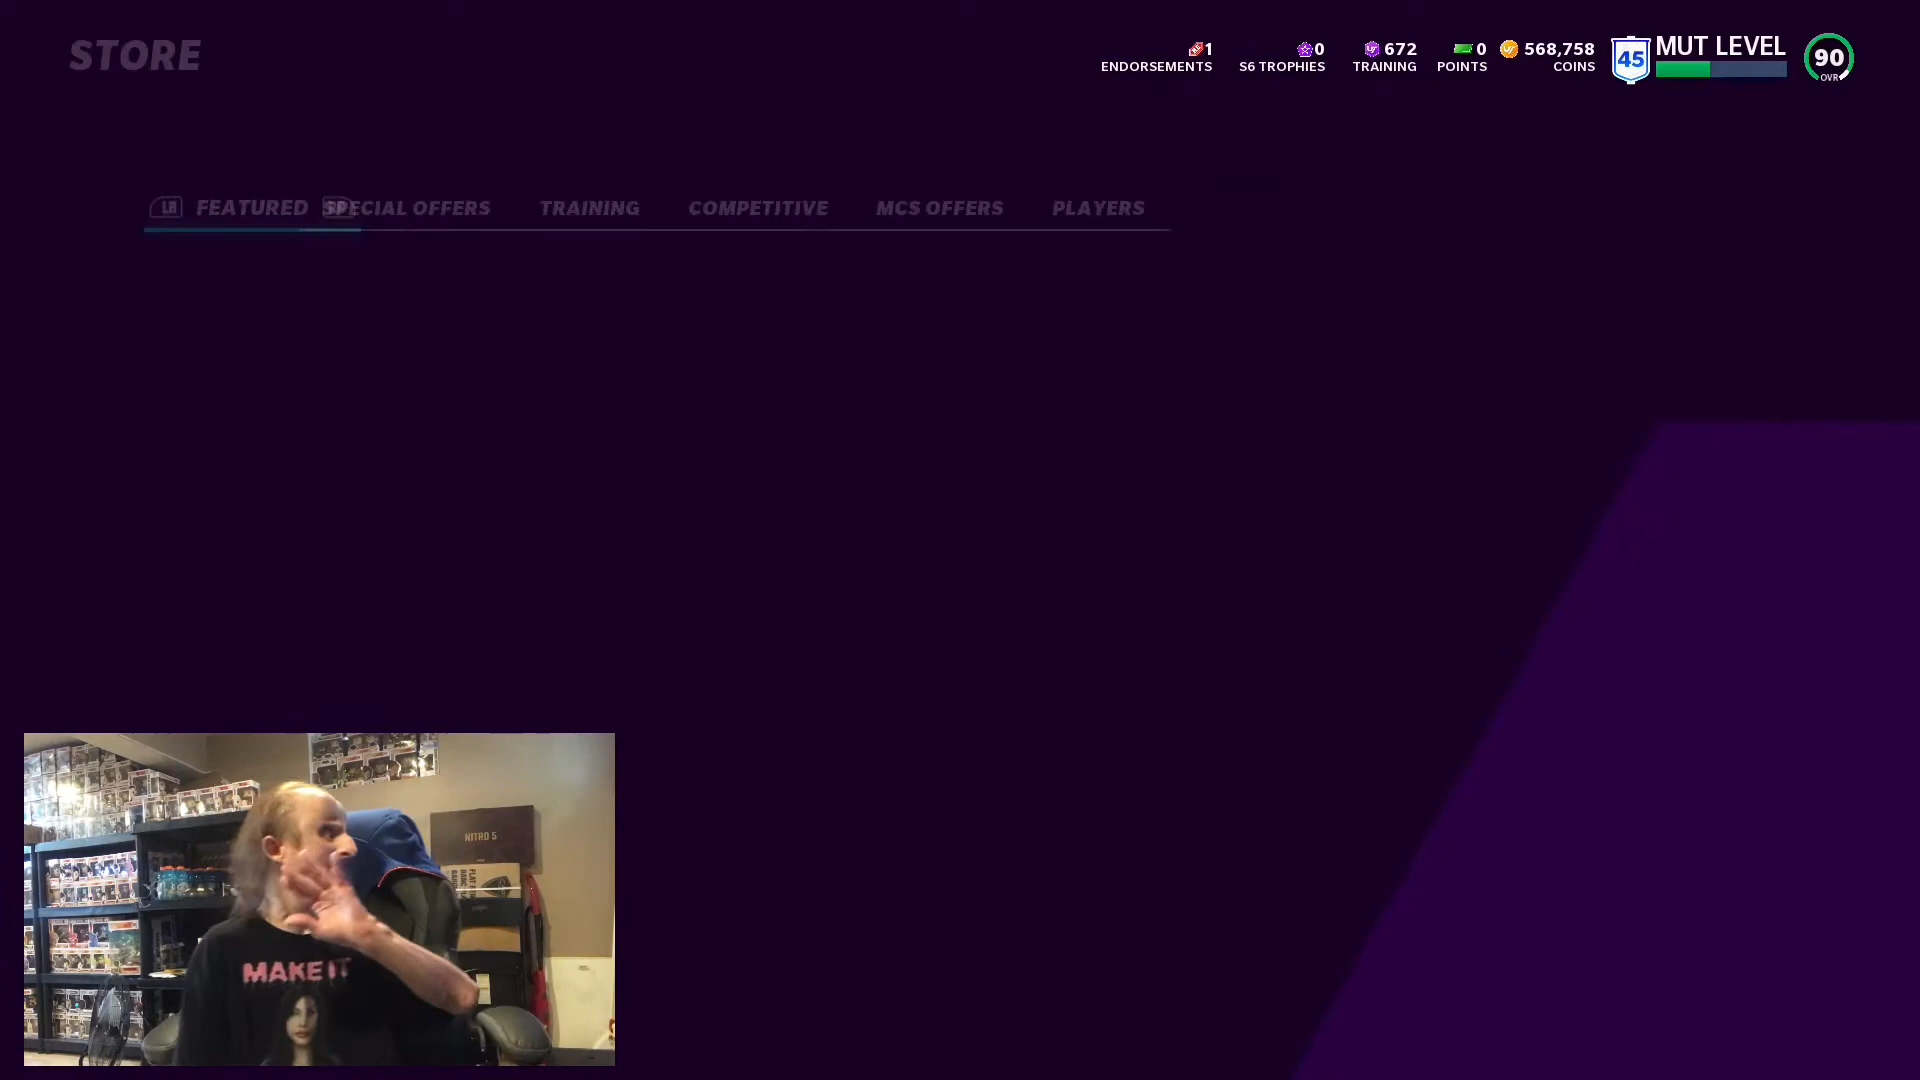 STORE
1 ENDORSEMENTS
0 S6 TROPHIES
672 TRAINING
0 POINTS
568,758 COINS
45 MUT LEVEL
90 OVR
FEATURED SPECIAL OFFERS TRAINING COMPETITIVE MCS OFFERS PLAYERS
NITRO 5
MAKE IT